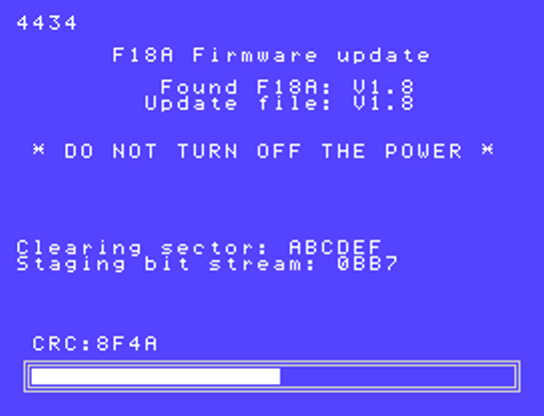 4434
F18A Firmware update
Found F18A: V1.8
Update file: V1.8
* DO NOT TURN OFF THE POWER *
Clearing sector: ABCDEF
Staging bit stream: 0BB7
CRC:8F4A